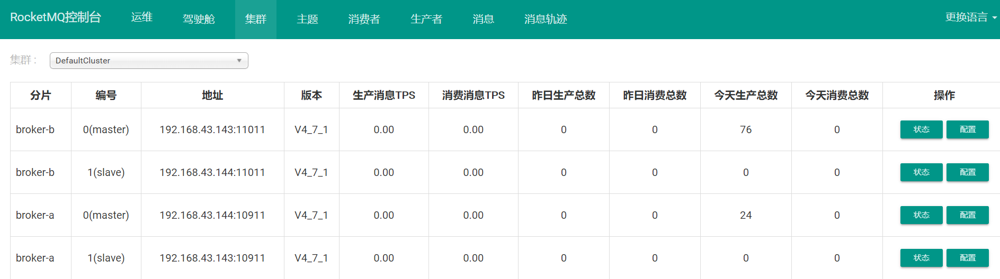 RocketMQ控制台 运维 驾驶舱 集群 主题 消费者 生产者 消息 消息轨迹 更换语言
集群 : DefaultCluster
分片 编号 地址 版本 生产消息TPS 消费消息TPS 昨日生产总数 昨日消费总数 今天生产总数 今天消费总数 操作
broker-b 0(master) 192.168.43.143:11011 V4_7_1 0.00 0.00 0 0 76 0 状态 配置
broker-b 1(slave) 192.168.43.144:11011 V4_7_1 0.00 0.00 0 0 0 0 状态 配置
broker-a 0(master) 192.168.43.144:10911 V4_7_1 0.00 0.00 0 0 24 0 状态 配置
broker-a 1(slave) 192.168.43.143:10911 V4_7_1 0.00 0.00 0 0 0 0 状态 配置